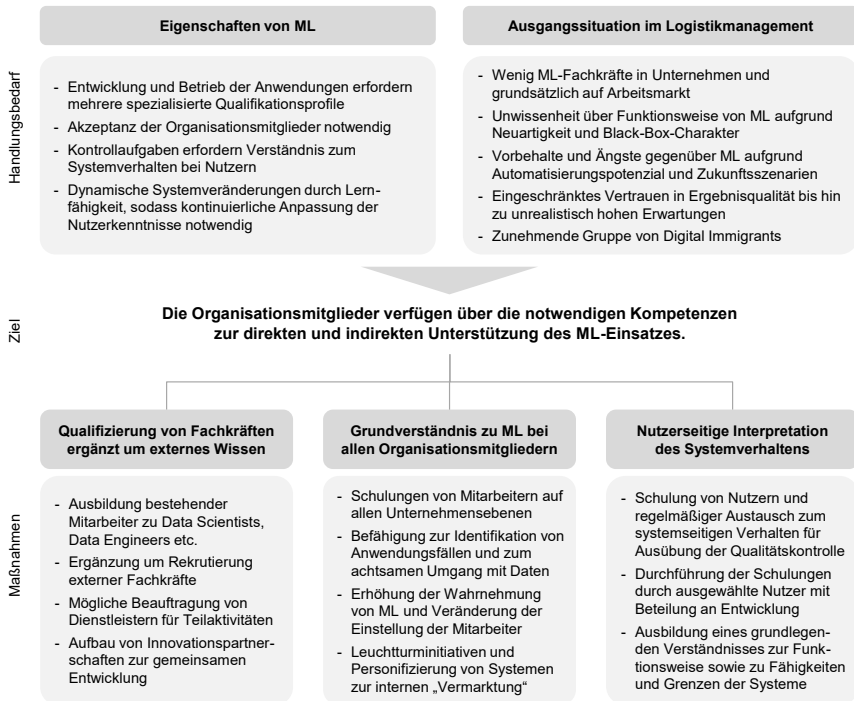 Handlungsbedarf
Eigenschaften von ML
- Entwicklung und Betrieb der Anwendungen erfordern
mehrere spezialisierte Qualifikationsprofile
- Akzeptanz der Organisationsmitglieder notwendig
- Kontrollaufgaben erfordern Verständnis zum
Systemverhalten bei Nutzern
- Dynamische Systemveränderungen durch Lern-
fähigkeit, sodass kontinuierliche Anpassung der
Nutzerkenntnisse notwendig
Ausgangssituation im Logistikmanagement
- Wenig ML-Fachkräfte in Unternehmen und
grundsätzlich auf Arbeitsmarkt
- Unwissenheit über Funktionsweise von ML aufgrund
Neuartigkeit und Black-Box-Charakter
- Vorbehalte und Ängste gegenüber ML aufgrund
Automatisierungspotenzial und Zukunftsszenarien
- Eingeschränktes Vertrauen in Ergebnisqualität bis hin
zu unrealistisch hohen Erwartungen
- Zunehmende Gruppe von Digital Immigrants
Ziel
Die Organisationsmitglieder verfügen über die notwendigen Kompetenzen
zur direkten und indirekten Unterstützung des ML-Einsatzes.
Maßnahmen
Qualifizierung von Fachkräften
ergänzt um externes Wissen
- Ausbildung bestehender
Mitarbeiter zu Data Scientists,
Data Engineers etc.
- Ergänzung um Rekrutierung
externer Fachkräfte
- Mögliche Beauftragung von
Dienstleistern für Teilaktivitäten
- Aufbau von Innovationspartner-
schaften zur gemeinsamen
Entwicklung
Grundverständnis zu ML bei
allen Organisationsmitgliedern
- Schulungen von Mitarbeitern auf
allen Unternehmensebenen
- Befähigung zur Identifikation von
Anwendungsfällen und zum
achtsamen Umgang mit Daten
- Erhöhung der Wahrnehmung
von ML und Veränderung der
Einstellung der Mitarbeiter
- Leuchtturminitiativen und
Personifizierung von Systemen
zur internen „Vermarktung“
Nutzerseitige Interpretation
des Systemverhaltens
- Schulung von Nutzern und
regelmäßiger Austausch zum
systemseitigen Verhalten für
Ausübung der Qualitätskontrolle
- Durchführung der Schulungen
durch ausgewählte Nutzer mit
Beteilung an Entwicklung
- Ausbildung eines grundlegen-
den Verständnisses zur Funk-
tionsweise sowie zu Fähigkeiten
und Grenzen der Systeme